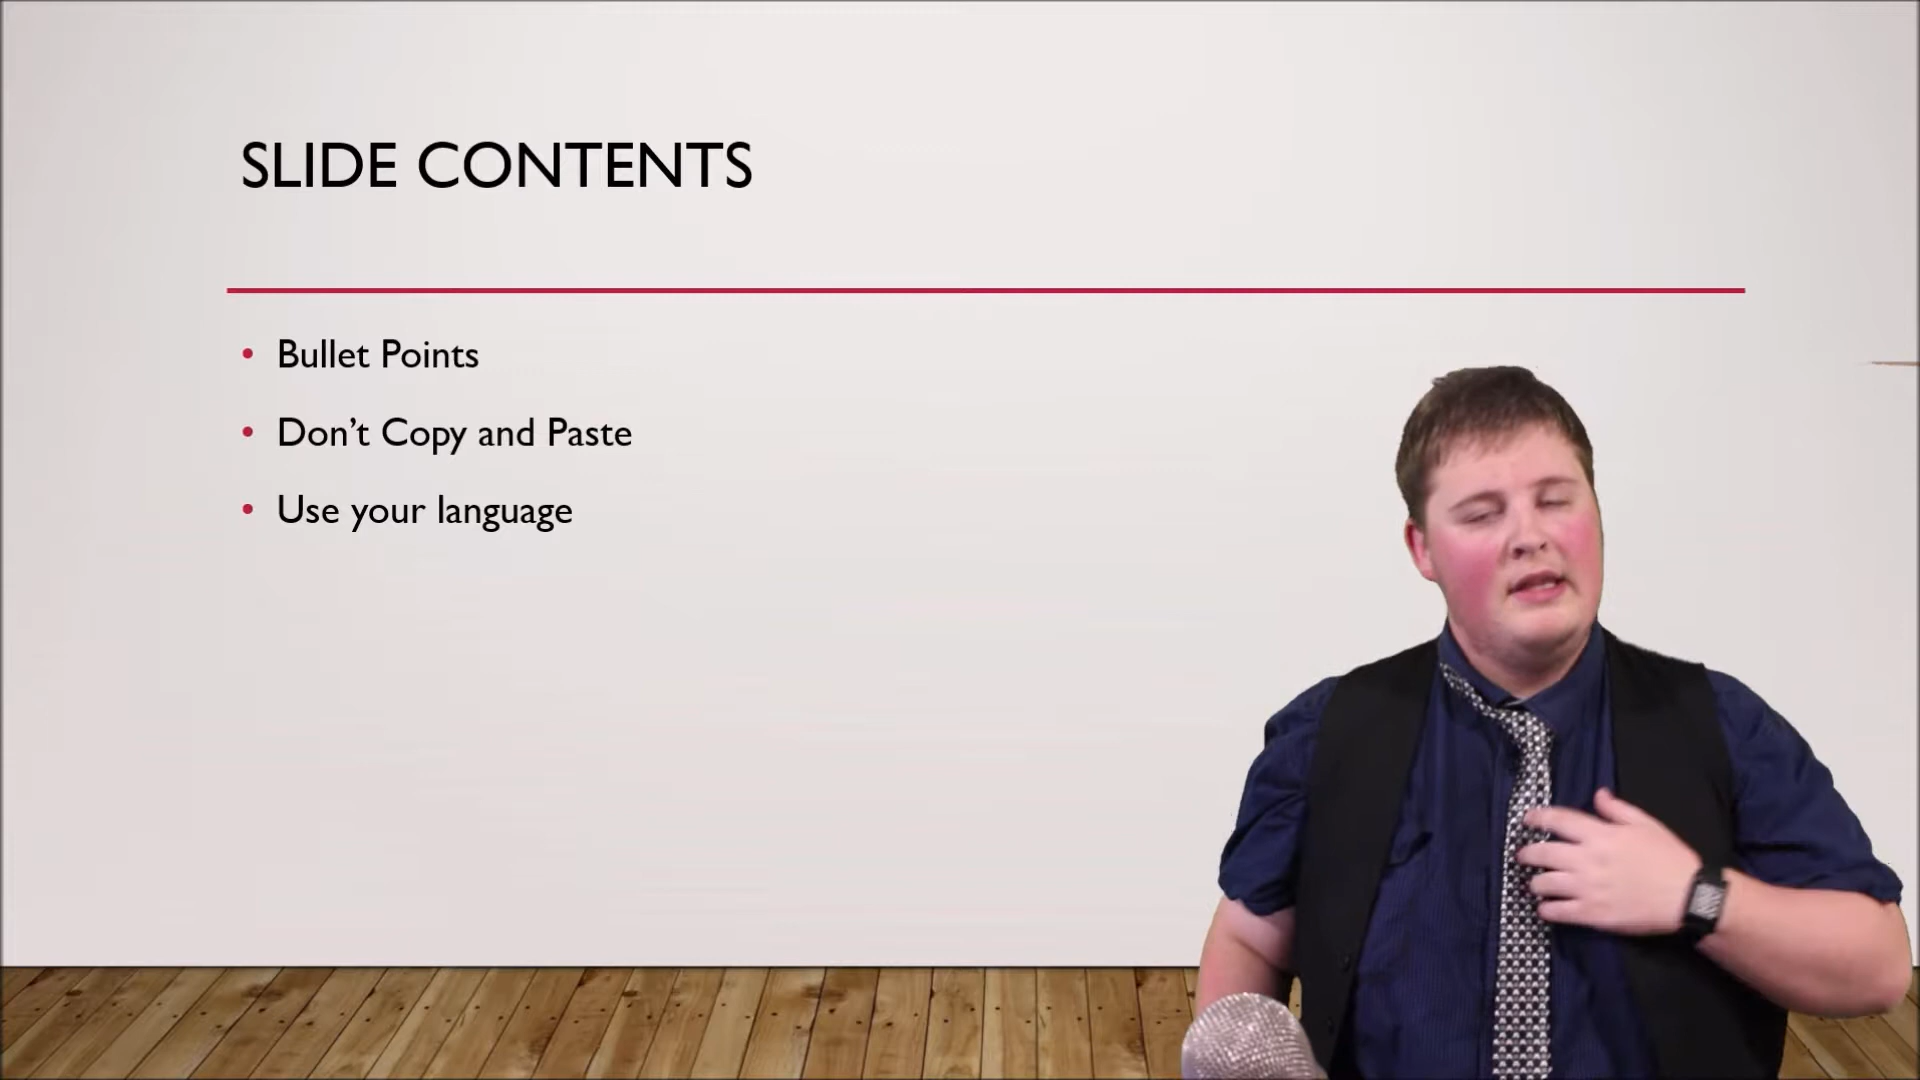 SLIDE CONTENTS
• Bullet Points
• Don’t Copy and Paste
• Use your language